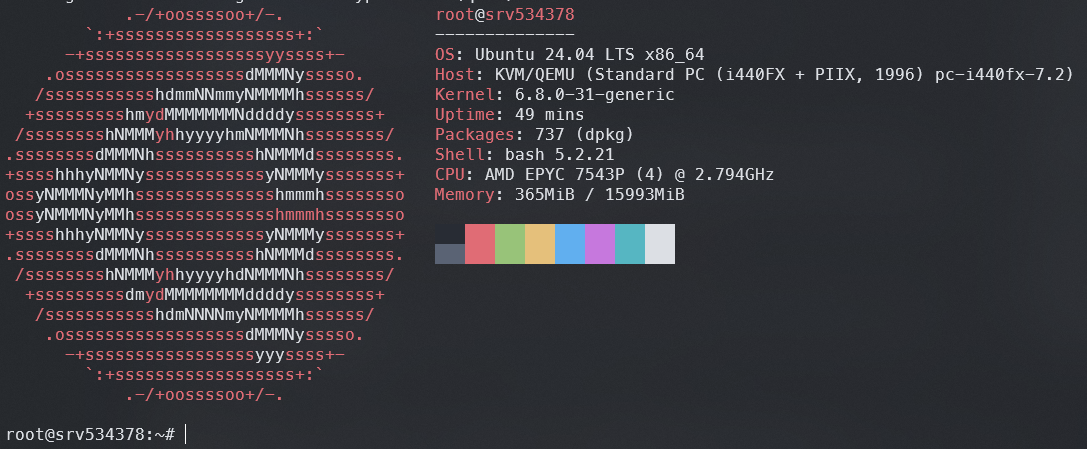 .-/+oossssoo+/-. root@srv534378
`:+ssssssssssssssssss+:` --------------
-+ssssssssssssssssssyyssss+- OS: Ubuntu 24.04 LTS x86_64
.ossssssssssssssssssdMMMNysssso. Host: KVM/QEMU (Standard PC (i440FX + PIIX, 1996) pc-i440fx-7.2)
/ssssssssssshdmmNNmmyNMMMMhssssss/ Kernel: 6.8.0-31-generic
+ssssssssshmydMMMMMMMNddddyssssssss+ Uptime: 49 mins
/sssssssshNMMMyhhyyyyhmNMMMNhssssssss/ Packages: 737 (dpkg)
.ssssssssdMMMNhsssssssssshNMMMdssssssss. Shell: bash 5.2.21
+sssshhhyNMMNyssssssssssssyNMMMysssssss+ CPU: AMD EPYC 7543P (4) @ 2.794GHz
ossyNMMMNyMMhsssssssssssssshmmmhssssssso Memory: 365MiB / 15993MiB
ossyNMMMNyMMhsssssssssssssshmmmhssssssso
+sssshhhyNMMNyssssssssssssyNMMMysssssss+
.ssssssssdMMMNhsssssssssshNMMMdssssssss.
/sssssssshNMMMyhhyyyyhdNMMMNhssssssss/
+sssssssssdmydMMMMMMMMddddyssssssss+
/ssssssssssshdmNNNNmyNMMMMhssssss/
.ossssssssssssssssssdMMMNysssso.
-+sssssssssssssssssyyyssss+-
`:+ssssssssssssssssss+:`
.-/+oossssoo+/-.
root@srv534378:~#